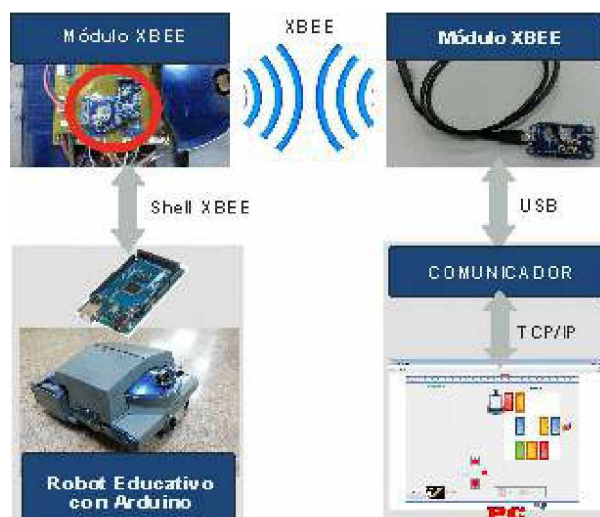 Módulo XBEE
XBEE
Módulo XBEE
Shell XBEE
USB
COMUNICADOR
TCP/IP
Robot Educativo
con Arduino
PC